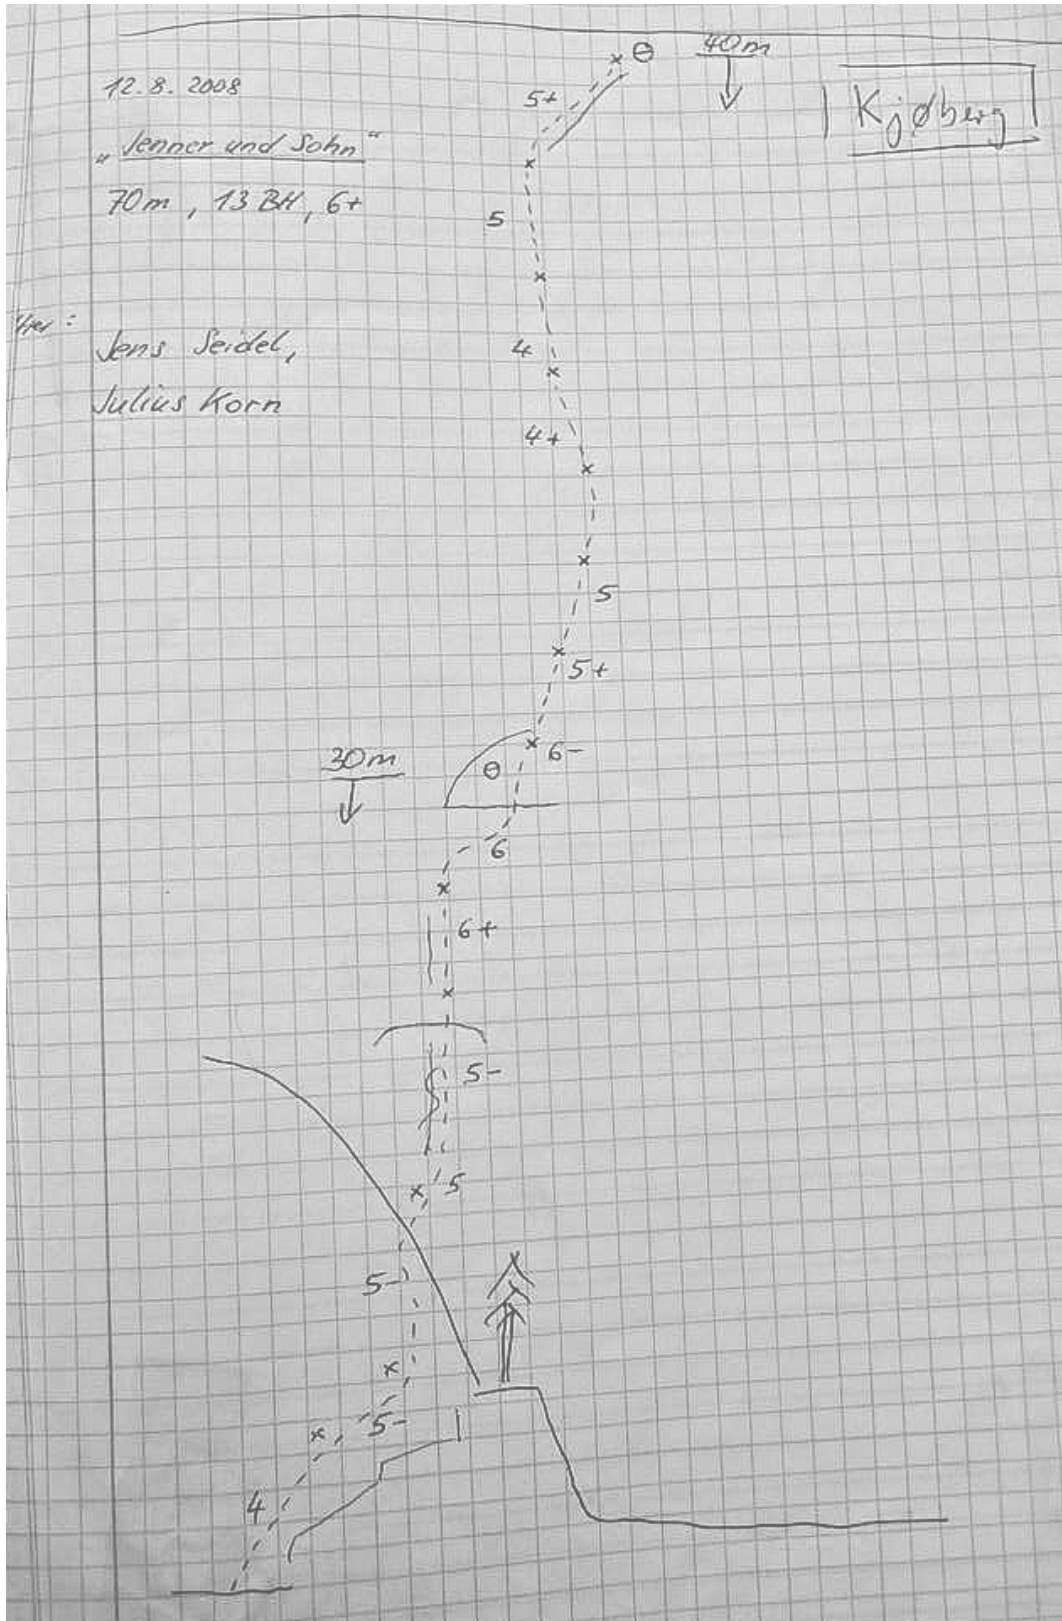 40m
5+
Kjøberg
12.8.2008
„Jenner und Sohn“
70m, 13 BH, 6+
5
Jens Seidel,
Julius Korn
4
4+
5
5+
30m
6-
6
6+
5-
5
5-
5-
4